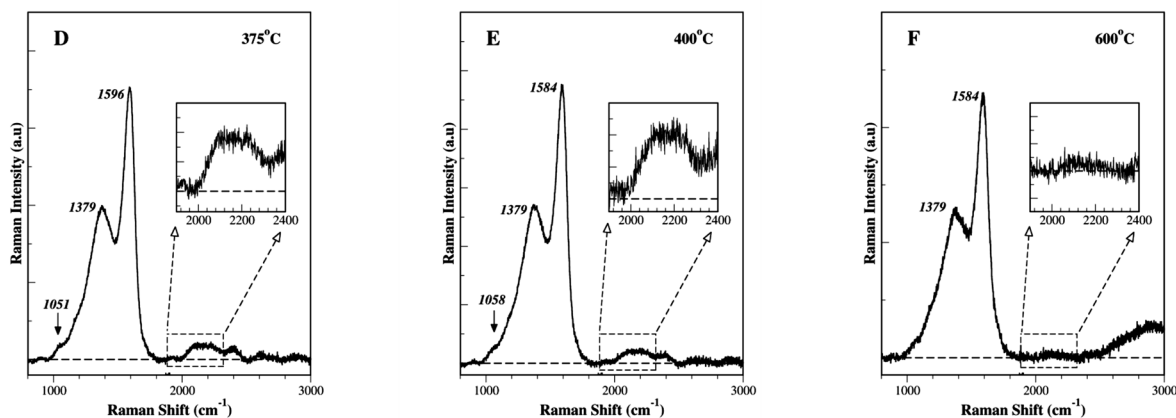 D 375°C
1596
1379
1051
2000 2200 2400
Raman Intensity (a.u)
1000 2000 3000
Raman Shift (cm⁻¹)
E 400°C
1584
1379
1058
2000 2200 2400
Raman Intensity (a.u)
1000 2000 3000
Raman Shift (cm⁻¹)
F 600°C
1584
1379
2000 2200 2400
Raman Intensity (a.u)
1000 2000 3000
Raman Shift (cm⁻¹)